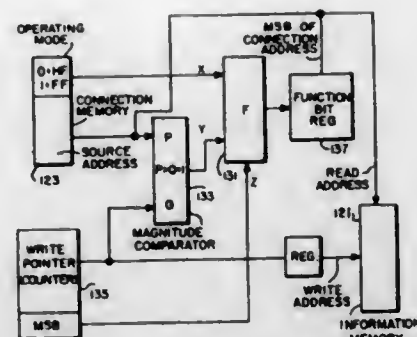 OPERATING
MODE
0=HF
1=FF
CONNECTION
MEMORY
SOURCE
ADDRESS
123
MSB OF
CONNECTION
ADDRESS
X
F
FUNCTION
BIT
REG.
137
P
P>Q=1
Q
Y
133
131
Z
MAGNITUDE
COMPARATOR
READ
ADDRESS
121
WRITE
POINTER
(COUNTER)
135
MSB
REG.
WRITE
ADDRESS
INFORMATION
MEMORY